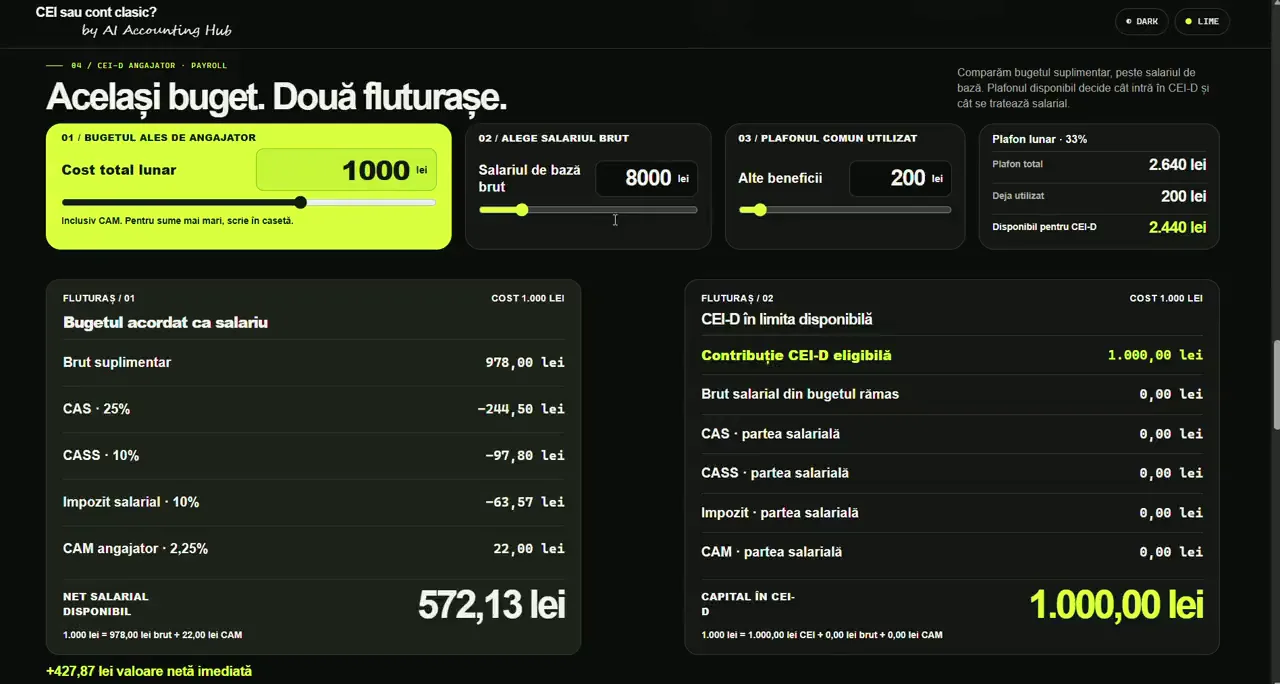 CEI sau cont clasic?
by AI Accounting Hub
DARK
LIME
04 / CEI-D ANGAJATOR · PAYROLL
Același buget. Două fluturașe.
Comparăm bugetul suplimentar, peste salariul de
bază. Plafonul disponibil decide cât intră în CEI-D și
cât se tratează salarial.
01 / BUGETUL ALES DE ANGAJATOR
Cost total lunar
1000 lei
Inclusiv CAM. Pentru sume mai mari, scrie în casetă.
02 / ALEGE SALARIUL BRUT
Salariul de bază
brut
8000 lei
03 / PLAFONUL COMUN UTILIZAT
Alte beneficii
200 lei
Plafon lunar · 33%
Plafon total 2.640 lei
Deja utilizat 200 lei
Disponibil pentru CEI-D 2.440 lei
FLUTURAȘ / 01 COST 1.000 LEI
Bugetul acordat ca salariu
Brut suplimentar 978,00 lei
CAS · 25% −244,50 lei
CASS · 10% −97,80 lei
Impozit salarial · 10% −63,57 lei
CAM angajator · 2,25% 22,00 lei
NET SALARIAL
DISPONIBIL
572,13 lei
1.000 lei = 978,00 lei brut + 22,00 lei CAM
FLUTURAȘ / 02 COST 1.000 LEI
CEI-D în limita disponibilă
Contribuție CEI-D eligibilă 1.000,00 lei
Brut salarial din bugetul rămas 0,00 lei
CAS · partea salarială 0,00 lei
CASS · partea salarială 0,00 lei
Impozit · partea salarială 0,00 lei
CAM · partea salarială 0,00 lei
CAPITAL ÎN CEI-
D
1.000,00 lei
1.000 lei = 1.000,00 lei CEI + 0,00 lei brut + 0,00 lei CAM
+427,87 lei valoare netă imediată